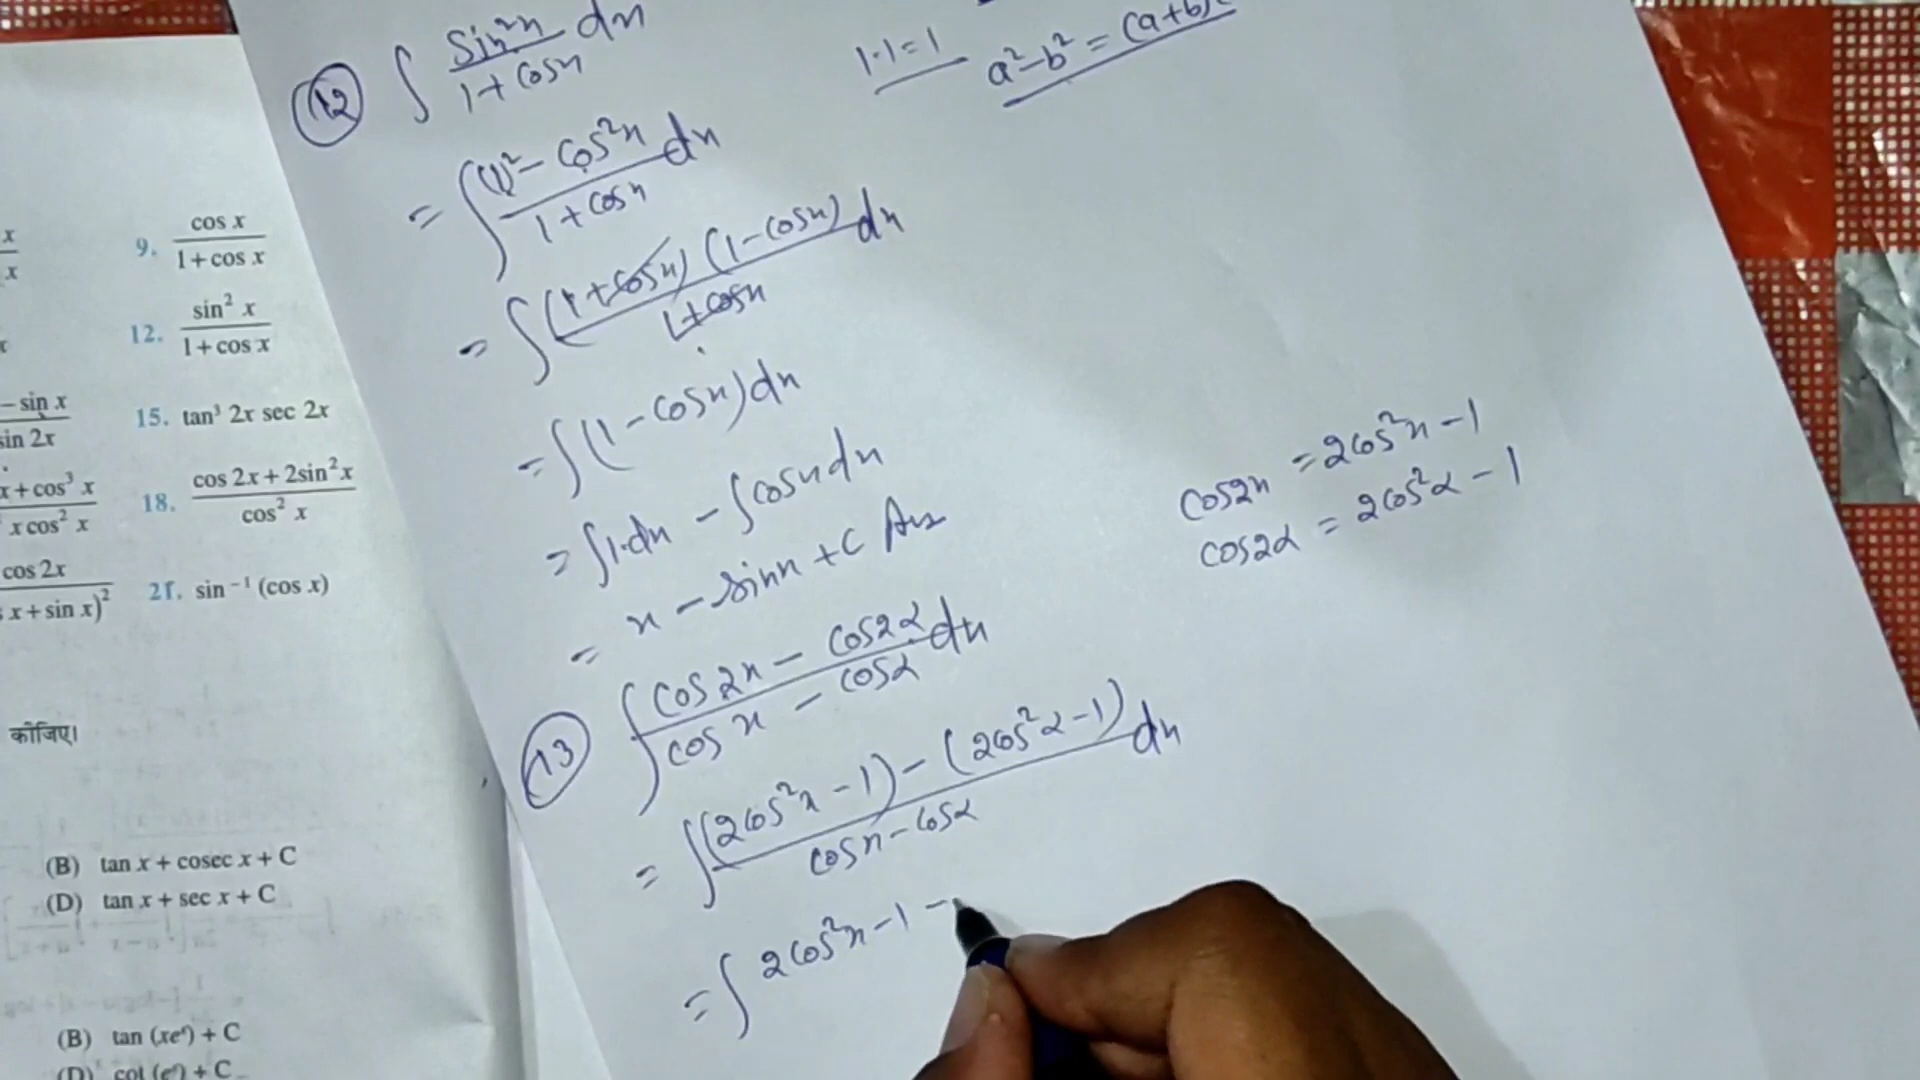 x
x
9. cos x / 1+cos x
12. sin² x / 1+cos x
– sin x
sin 2x
15. tan³ 2x sec 2x
x+cos³ x
x cos² x
18. cos 2x + 2sin² x / cos² x
cos 2x
x+sin x)²
21. sin⁻¹ (cos x)
कीजिए।
(B) tan x + cosec x + C
(D) tan x + sec x + C
(B) tan (xeˣ) + C
(D) cot (eˣ) + C
(12) ∫ Sin²x / 1+cosx dx
1·1=1
a²-b² = (a+b)(
= ∫ (1)² - cos²x / 1+cosx dx
= ∫ (1+cosx)(1-cosx) / 1+cosx dx
= ∫ (1-cosx) dx
= ∫1·dx - ∫cosx dx
= x - sinx + C Ans
cos2x = 2cos²x-1
cos2α = 2cos²α-1
(13) ∫ cos2x - cos2α / cosx - cosα dx
= ∫ (2cos²x-1) - (2cos²α-1) / cosx-cosα dx
= ∫ 2cos²x-1 -